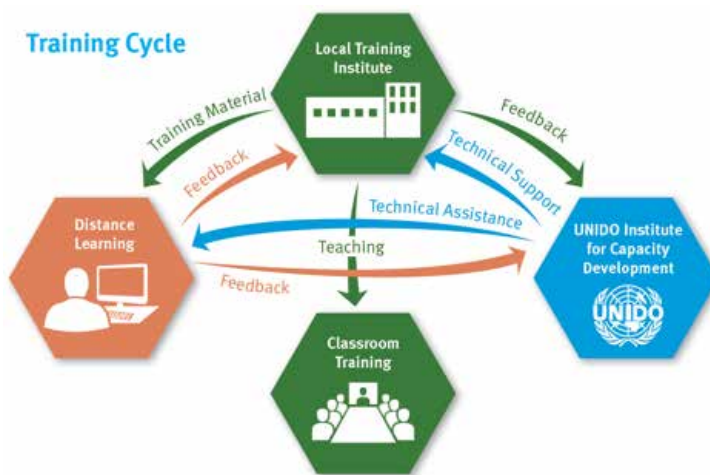 Training Cycle
Local Training
Institute
Training Material
Feedback
Feedback
Technical Support
Distance
Learning
Technical Assistance
UNIDO Institute
for Capacity
Development
Teaching
Feedback
UNIDO
Classroom
Training